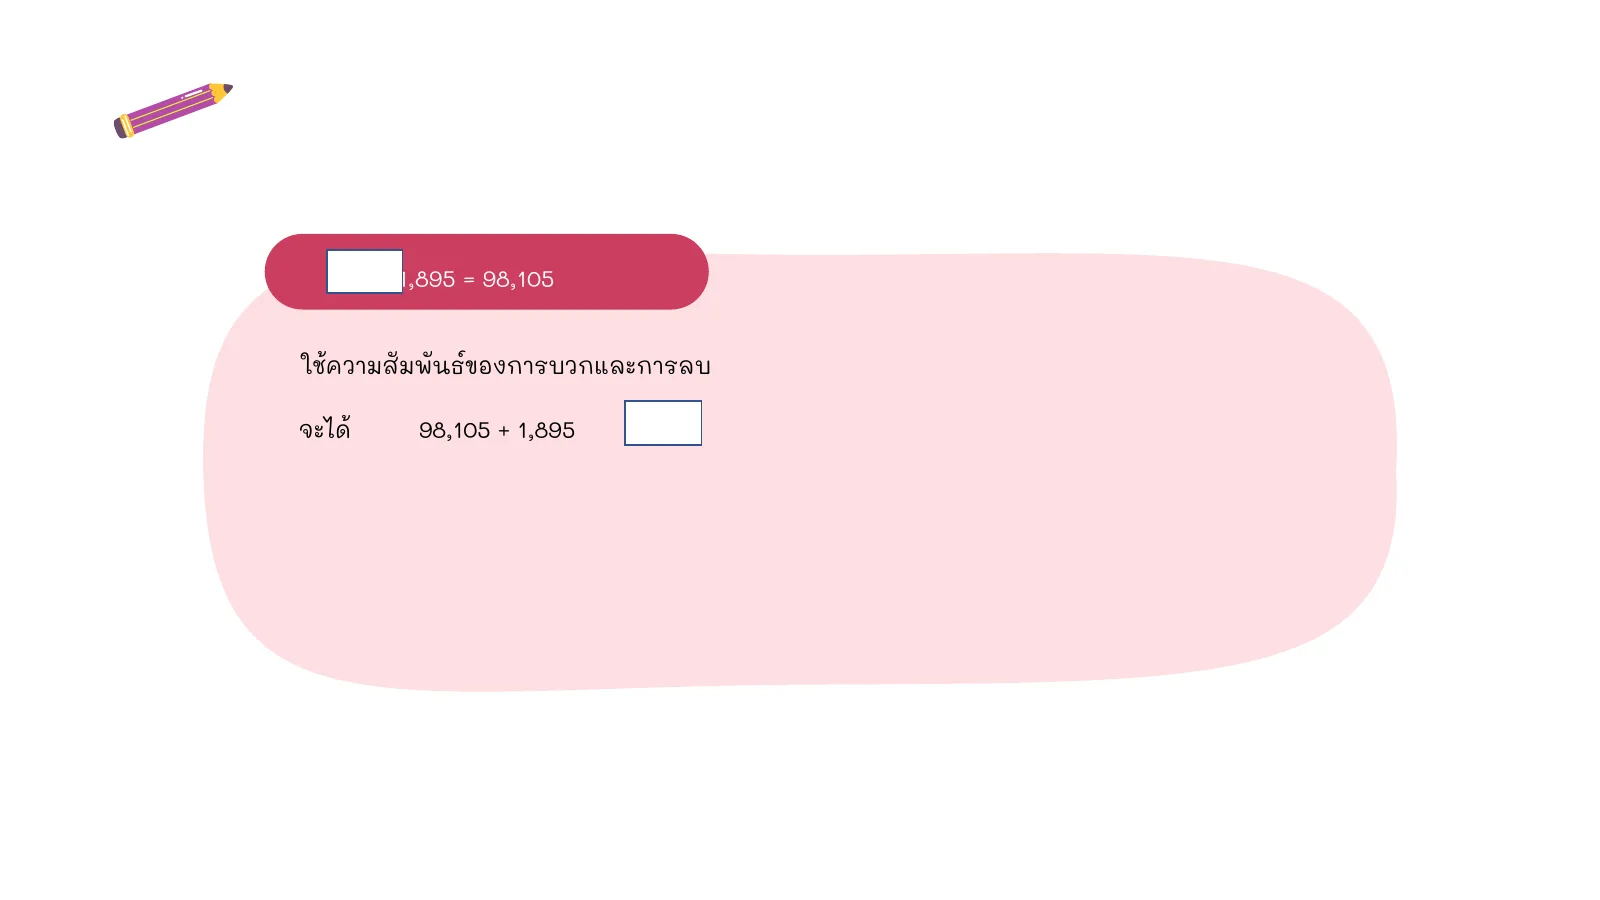 1,895 = 98,105
ใช้ความสัมพันธ์ของการบวกและการลบ
จะได้ 98,105 + 1,895